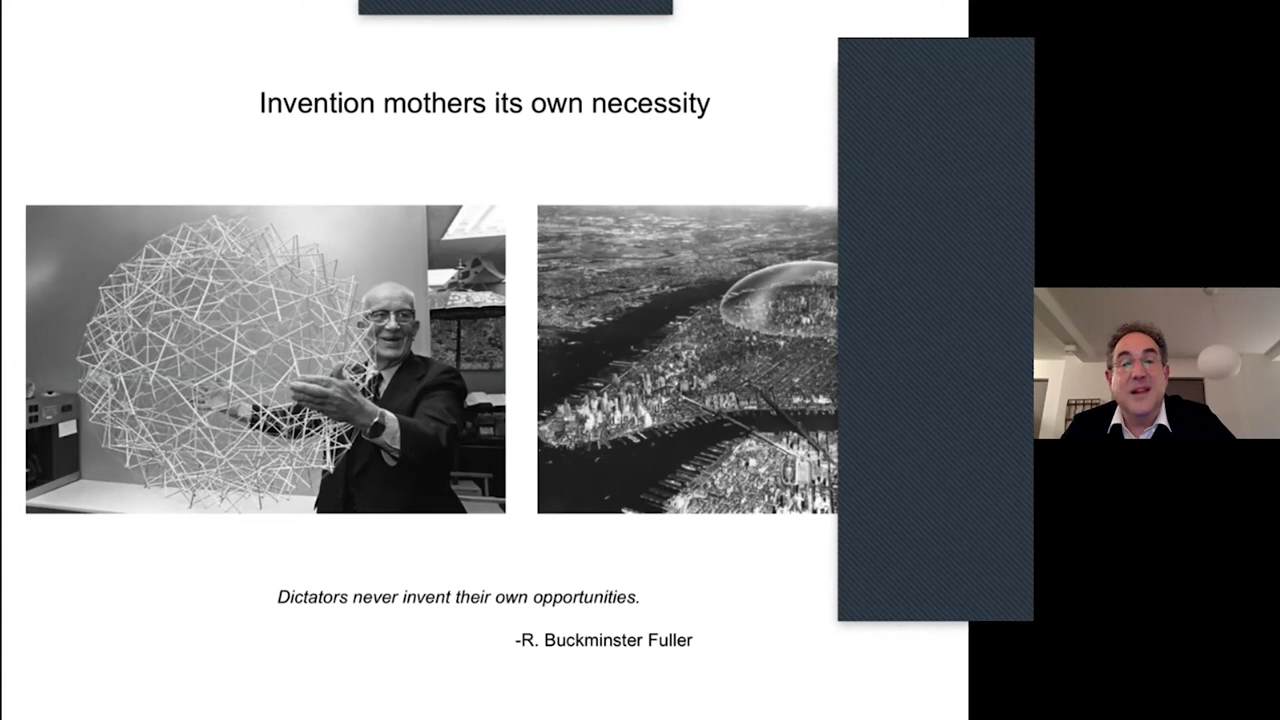 Invention mothers its own necessity
Dictators never invent their own opportunities.
-R. Buckminster Fuller